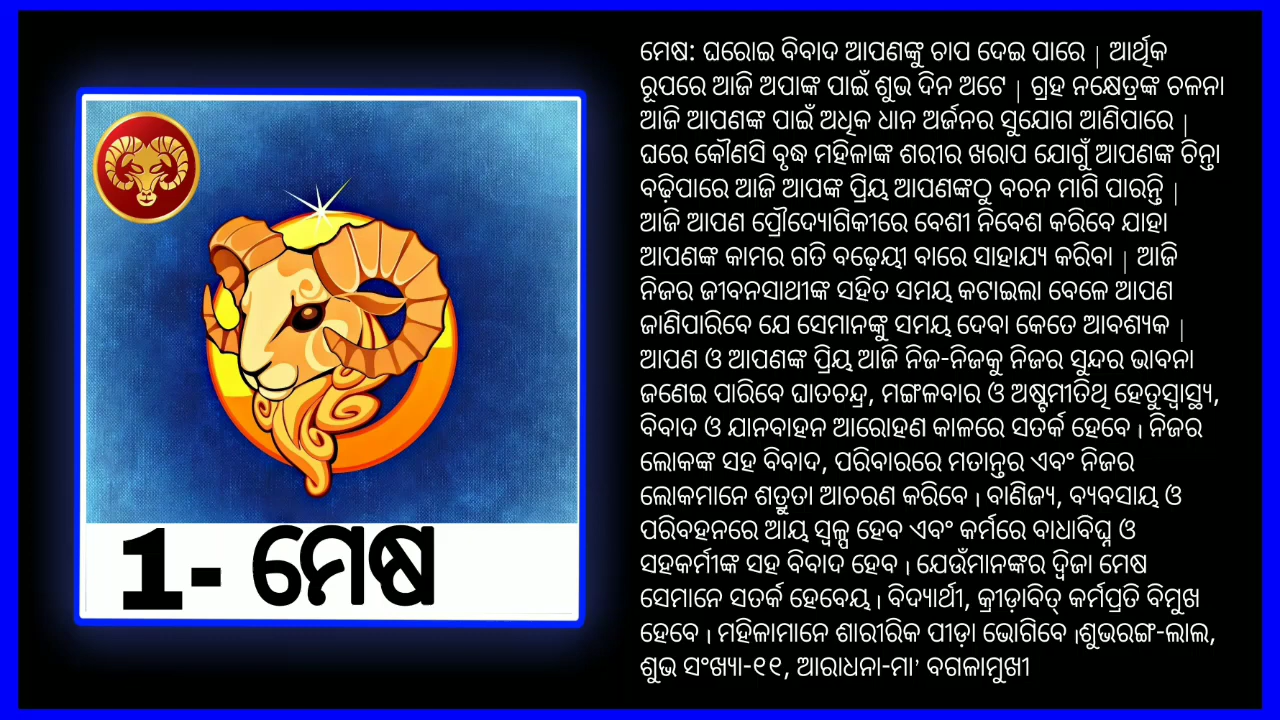 1- ମେଷ
ମେଷ: ଘରୋଇ ବିବାଦ ଆପଣଙ୍କୁ ଚାପ ଦେଇ ପାରେ | ଆର୍ଥିକ
ରୂପରେ ଆଜି ଅପାଙ୍କ ପାଇଁ ଶୁଭ ଦିନ ଅଟେ | ଗ୍ରହ ନକ୍ଷେତ୍ରଙ୍କ ଚଳନା
ଆଜି ଆପଣଙ୍କ ପାଇଁ ଅଧିକ ଧାନ ଅର୍ଜନର ସୁଯୋଗ ଆଣିପାରେ |
ଘରେ କୌଣସି ବୃଦ୍ଧ ମହିଳାଙ୍କ ଶରୀର ଖରାପ ଯୋଗୁଁ ଆପଣଙ୍କ ଚିନ୍ତା
ବଢ଼ିପାରେ ଆଜି ଆପଙ୍କ ପ୍ରିୟ ଆପଣଙ୍କଠୁ ବଚନ ମାଗି ପାରନ୍ତି |
ଆଜି ଆପଣ ପ୍ରୌଦ୍ୟୋଗିକୀରେ ବେଶୀ ନିବେଶ କରିବେ ଯାହା
ଆପଣଙ୍କ କାମର ଗତି ବଢ଼େୟୀ ବାରେ ସାହାଯ୍ୟ କରିବା | ଆଜି
ନିଜର ଜୀବନସାଥୀଙ୍କ ସହିତ ସମୟ କଟାଇଲା ବେଳେ ଆପଣ
ଜାଣିପାରିବେ ଯେ ସେମାନଙ୍କୁ ସମୟ ଦେବା କେତେ ଆବଶ୍ୟକ |
ଆପଣ ଓ ଆପଣଙ୍କ ପ୍ରିୟ ଆଜି ନିଜ-ନିଜକୁ ନିଜର ସୁନ୍ଦର ଭାବନା
ଜଣେଇ ପାରିବେ ଘାତଚନ୍ଦ୍ର, ମଙ୍ଗଳବାର ଓ ଅଷ୍ଟମୀତିଥି ହେତୁସ୍ୱାସ୍ଥ୍ୟ,
ବିବାଦ ଓ ଯାନବାହନ ଆରୋହଣ କାଳରେ ସତର୍କ ହେବେ । ନିଜର
ଲୋକଙ୍କ ସହ ବିବାଦ, ପରିବାରରେ ମତାନ୍ତର ଏବଂ ନିଜର
ଲୋକମାନେ ଶତ୍ରୁତା ଆଚରଣ କରିବେ । ବାଣିଜ୍ୟ, ବ୍ୟବସାୟ ଓ
ପରିବହନରେ ଆୟ ସ୍ୱଳ୍ପ ହେବ ଏବଂ କର୍ମରେ ବାଧାବିଘ୍ନ ଓ
ସହକର୍ମୀଙ୍କ ସହ ବିବାଦ ହେବ । ଯେଉଁମାନଙ୍କର ଦ୍ୱିଜା ମେଷ
ସେମାନେ ସତର୍କ ହେବେୟ । ବିଦ୍ୟାର୍ଥୀ, କ୍ରୀଡ଼ାବିତ୍ କର୍ମପ୍ରତି ବିମୁଖ
ହେବେ । ମହିଳାମାନେ ଶାରୀରିକ ପୀଡ଼ା ଭୋଗିବେ ।ଶୁଭରଙ୍ଗ-ଲାଲ,
ଶୁଭ ସଂଖ୍ୟା-୧୧, ଆରାଧନା-ମା’ ବଗଳାମୁଖୀ